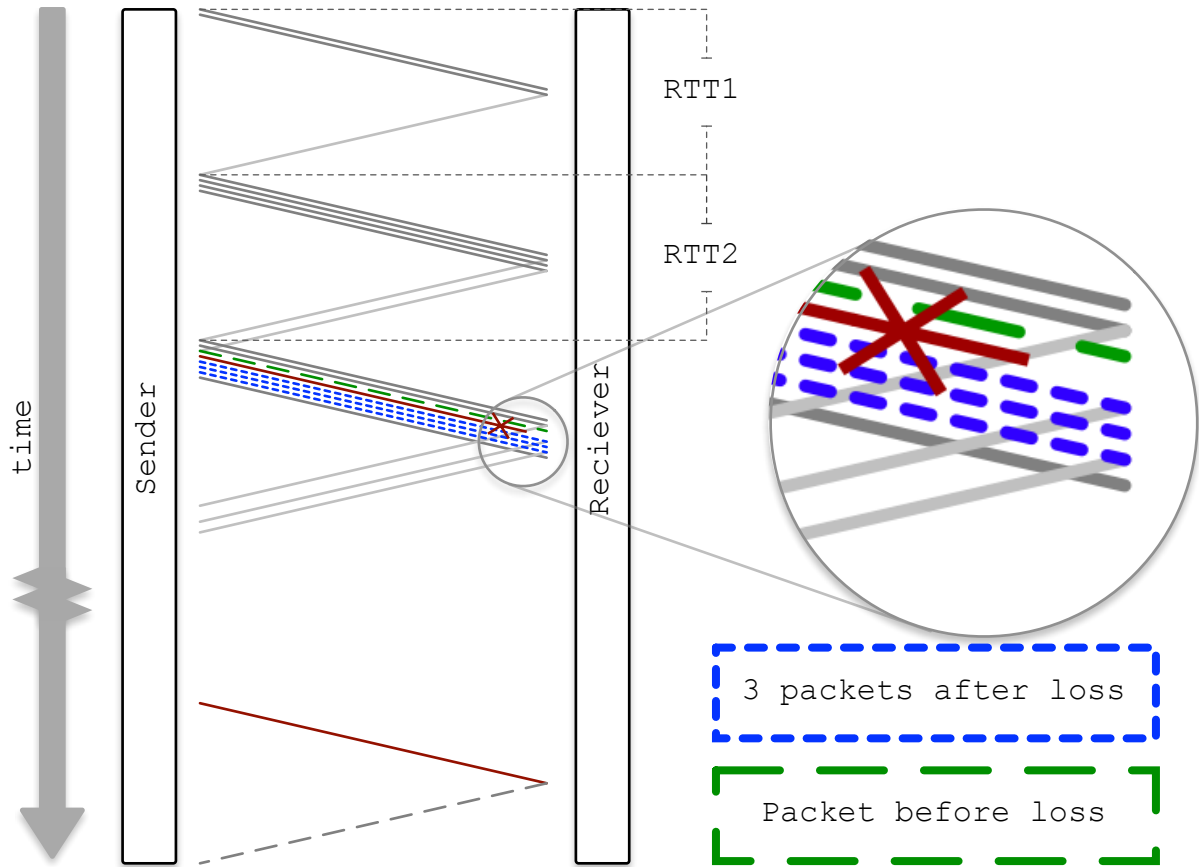 RTT1
RTT2
time
Sender
Reciever
3 packets after loss
Packet before loss